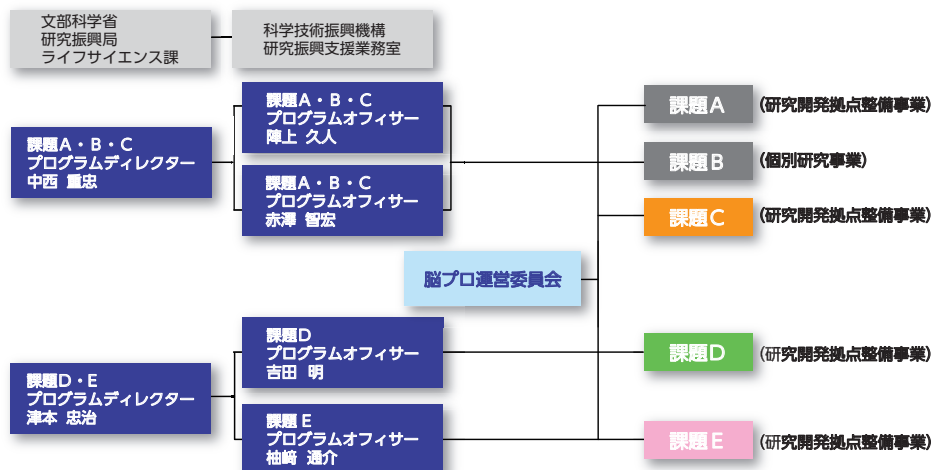 文部科学省
研究振興局
ライフサイエンス課
科学技術振興機構
研究振興支援業務室
課題A・B・C
プログラムディレクター
中西 重忠
課題A・B・C
プログラムオフィサー
陣上 久人
課題A・B・C
プログラムオフィサー
赤澤 智宏
課題A
(研究開発拠点整備事業)
課題B
(個別研究事業)
課題C
(研究開発拠点整備事業)
脳プロ運営委員会
課題D・E
プログラムディレクター
津本 忠治
課題D
プログラムオフィサー
吉田 明
課題E
プログラムオフィサー
柚﨑 通介
課題D
(研究開発拠点整備事業)
課題E
(研究開発拠点整備事業)